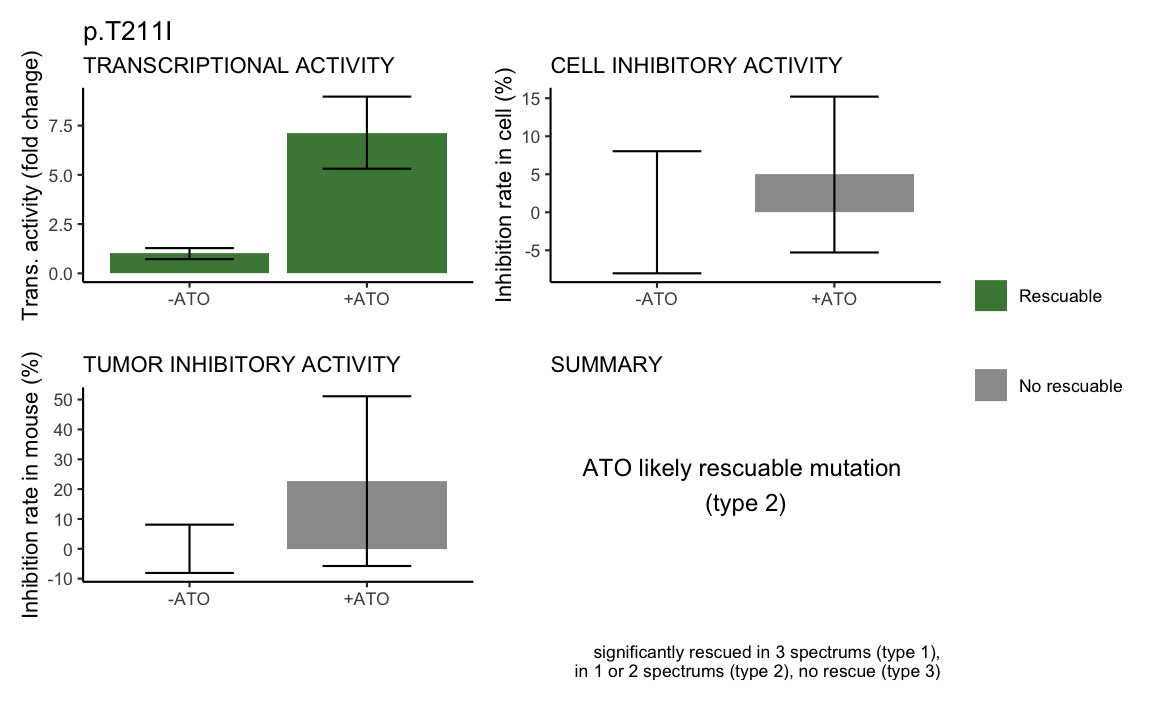 p.T211I
TRANSCRIPTIONAL ACTIVITY
Trans. activity (fold change)
7.5
5.0
2.5
0.0
-ATO
+ATO
CELL INHIBITORY ACTIVITY
Inhibition rate in cell (%)
15
10
5
0
-5
-ATO
+ATO
Rescuable
No rescuable
TUMOR INHIBITORY ACTIVITY
Inhibition rate in mouse (%)
50
40
30
20
10
0
-10
-ATO
+ATO
SUMMARY
ATO likely rescuable mutation
(type 2)
significantly rescued in 3 spectrums (type 1),
in 1 or 2 spectrums (type 2), no rescue (type 3)